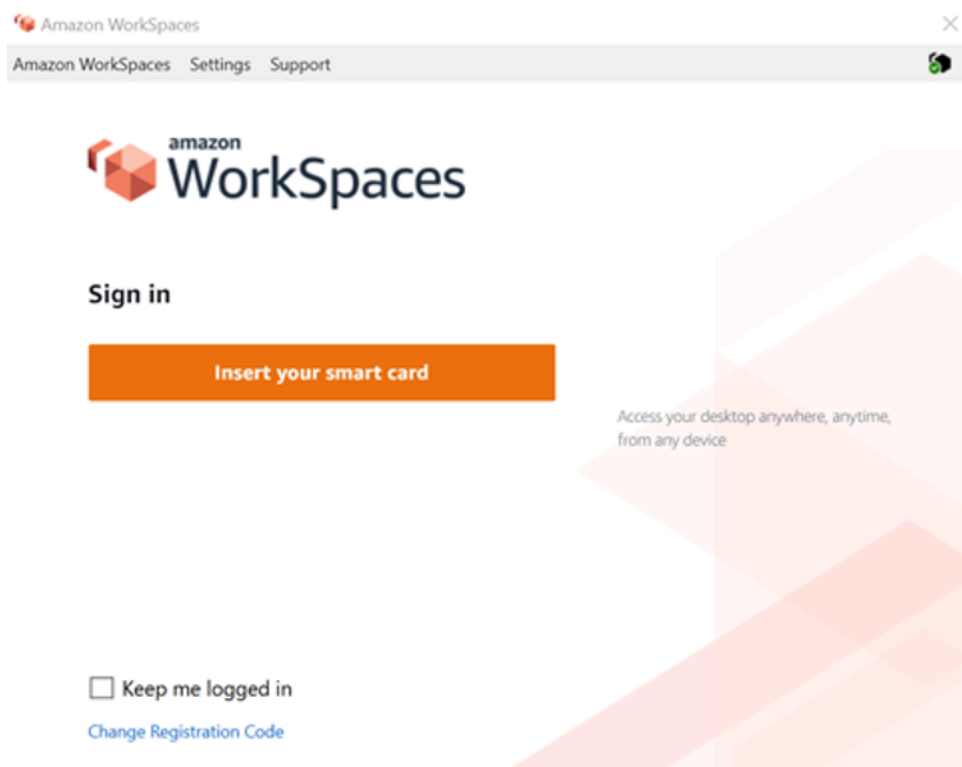 Amazon WorkSpaces
Amazon WorkSpaces Settings Support
amazon
WorkSpaces
Sign in
Insert your smart card
Access your desktop anywhere, anytime,
from any device
Keep me logged in
Change Registration Code